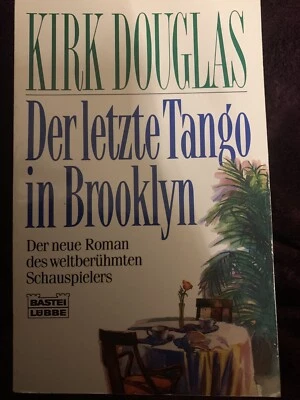 KIRK DOUGLAS
Der letzte Tango
in Brooklyn
Der neue Roman
des weltberühmten
Schauspielers
BASTEI
LÜBBE